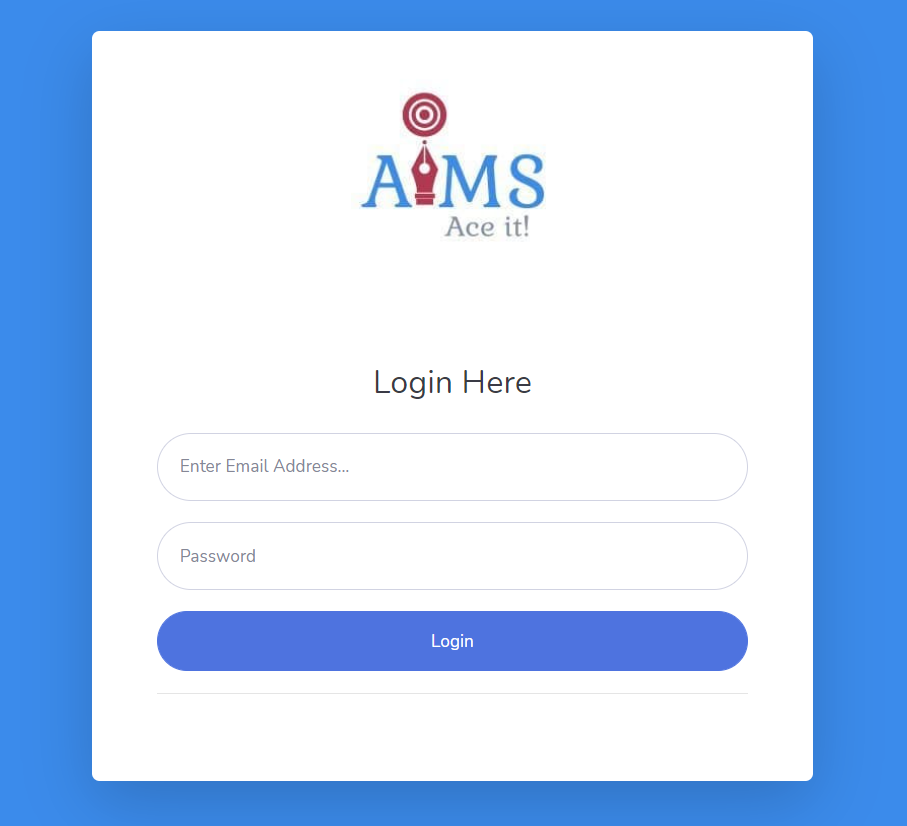 AIMS
Ace it!
Login Here
Enter Email Address...
Password
Login